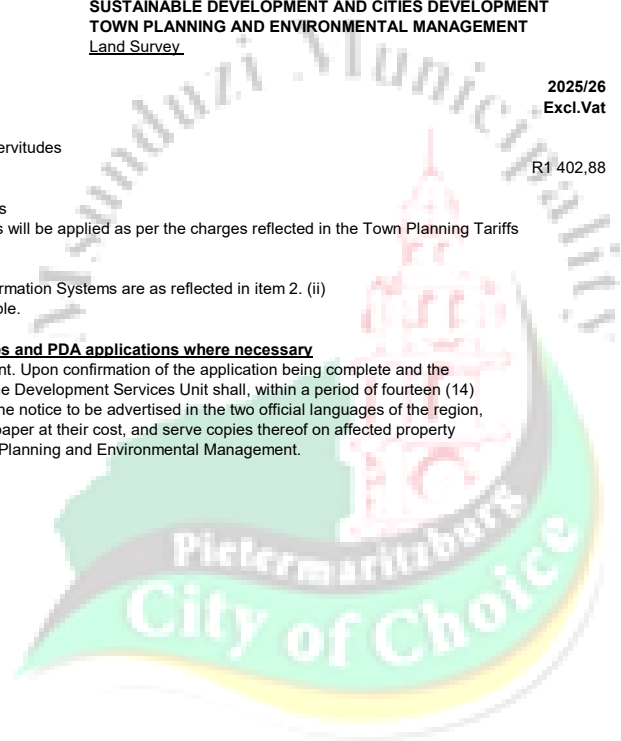 SUSTAINABLE DEVELOPMENT AND CITIES DEVELOPMENT
TOWN PLANNING AND ENVIRONMENTAL MANAGEMENT
Land Survey
2025/26
Excl.Vat
ervitudes
R1 402,88
s
s will be applied as per the charges reflected in the Town Planning Tariffs
rmation Systems are as reflected in item 2. (ii)
ble.
es and PDA applications where necessary
nt. Upon confirmation of the application being complete and the
e Development Services Unit shall, within a period of fourteen (14)
he notice to be advertised in the two official languages of the region,
paper at their cost, and serve copies thereof on affected property
Planning and Environmental Management.
Msunduzi Municipality
Pietermaritzburg
City of Choice